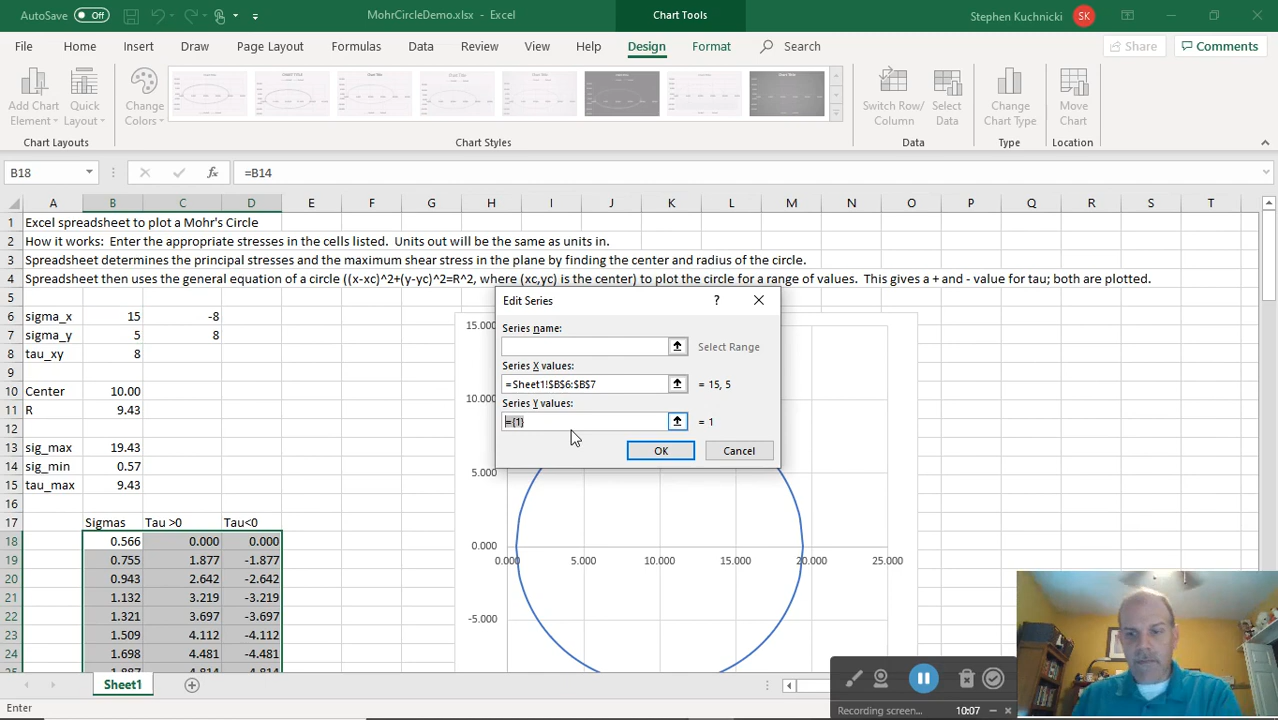 AutoSave Off MohrCircleDemo.xlsx - Excel Chart Tools Stephen Kuchnicki SK
File Home Insert Draw Page Layout Formulas Data Review View Help Design Format Search Share Comments
Add Chart Element Quick Layout Change Colors Switch Row/ Column Select Data Change Chart Type Move Chart
Chart Layouts Chart Styles Data Type Location
B18 fx =B14
A B C D E F G H I J K L M N O P Q R S T
1 Excel spreadsheet to plot a Mohr's Circle
2 How it works: Enter the appropriate stresses in the cells listed. Units out will be the same as units in.
3 Spreadsheet determines the principal stresses and the maximum shear stress in the plane by finding the center and radius of the circle.
4 Spreadsheet then uses the general equation of a circle ((x-xc)^2+(y-yc)^2=R^2, where (xc,yc) is the center) to plot the circle for a range of values. This gives a + and - value for tau; both are plotted.
5
6 sigma_x 15 -8
7 sigma_y 5 8
8 tau_xy 8
9
10 Center 10.00
11 R 9.43
12
13 sig_max 19.43
14 sig_min 0.57
15 tau_max 9.43
16
17 Sigmas Tau >0 Tau<0
18 0.566 0.000 0.000
19 0.755 1.877 -1.877
20 0.943 2.642 -2.642
21 1.132 3.219 -3.219
22 1.321 3.697 -3.697
23 1.509 4.112 -4.112
24 1.698 4.481 -4.481
25 1.887 4.814 -4.814
15.000
10.000
5.000
0.000
0.000 5.000 10.000 15.000 20.000 25.000
-5.000
Edit Series ?
Series name:
Select Range
Series X values:
=Sheet1!$B$6:$B$7 = 15, 5
Series Y values:
={1} = 1
OK Cancel
Sheet1
Enter
Recording screen... 10:07